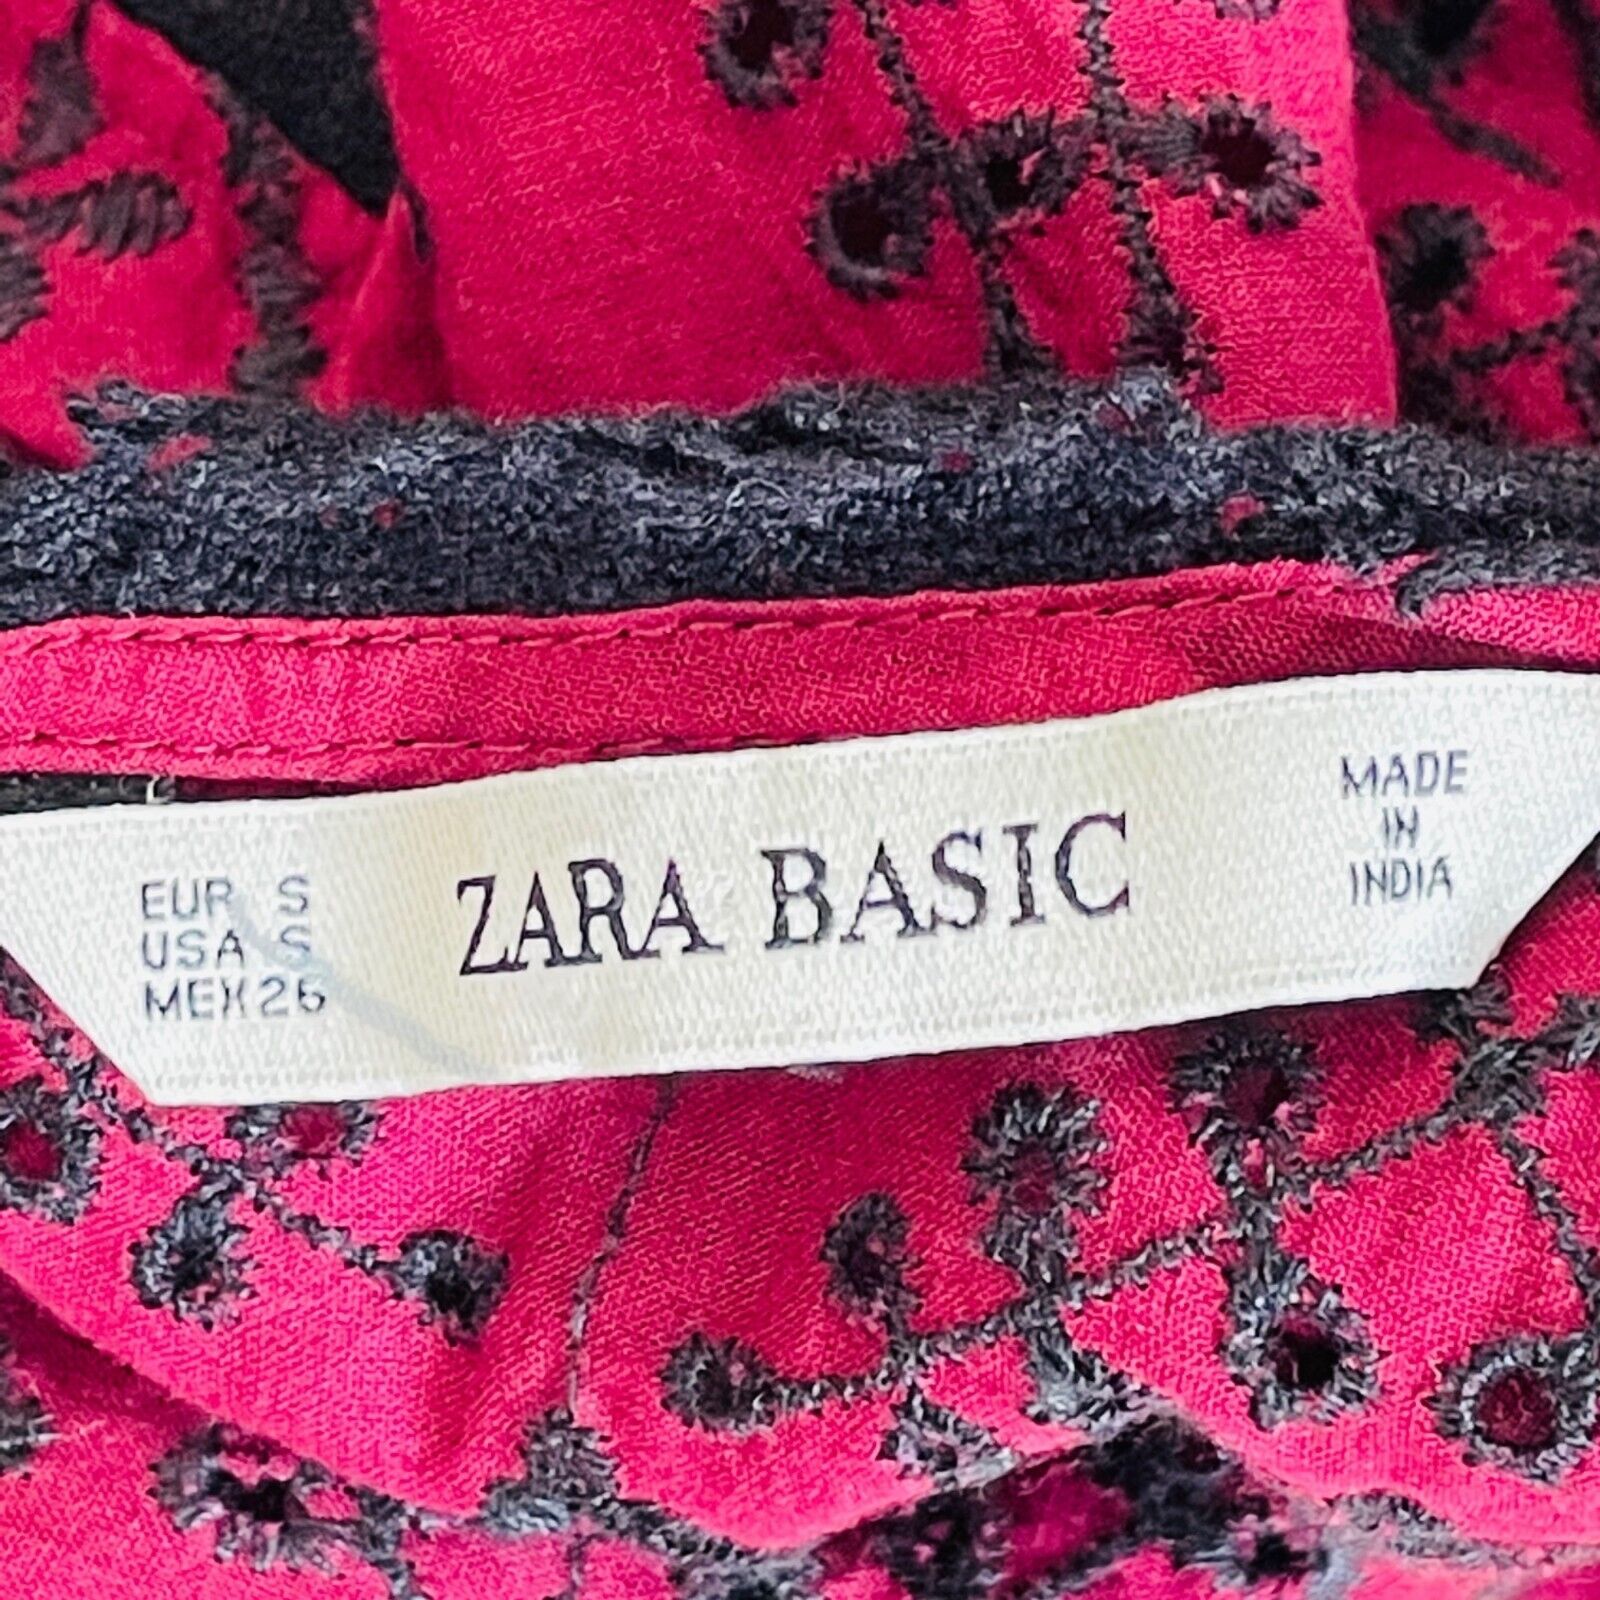 EUR S
USA S
MEX 26
ZARA BASIC
MADE
IN
INDIA